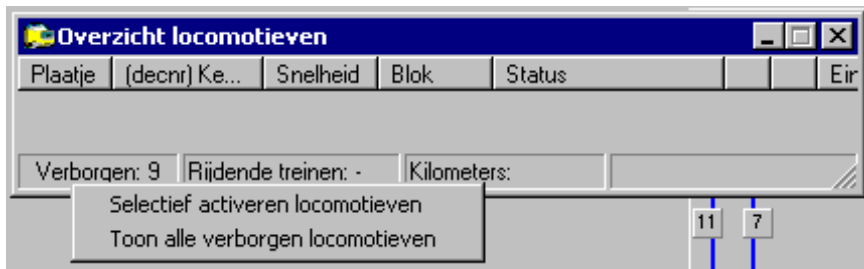 Overzicht locomotieven
Plaatje (decnr) Ke... Snelheid Blok Status Eir
Verborgen: 9 Rijdende treinen: - Kilometers:
Selectief activeren locomotieven
Toon alle verborgen locomotieven
11 7